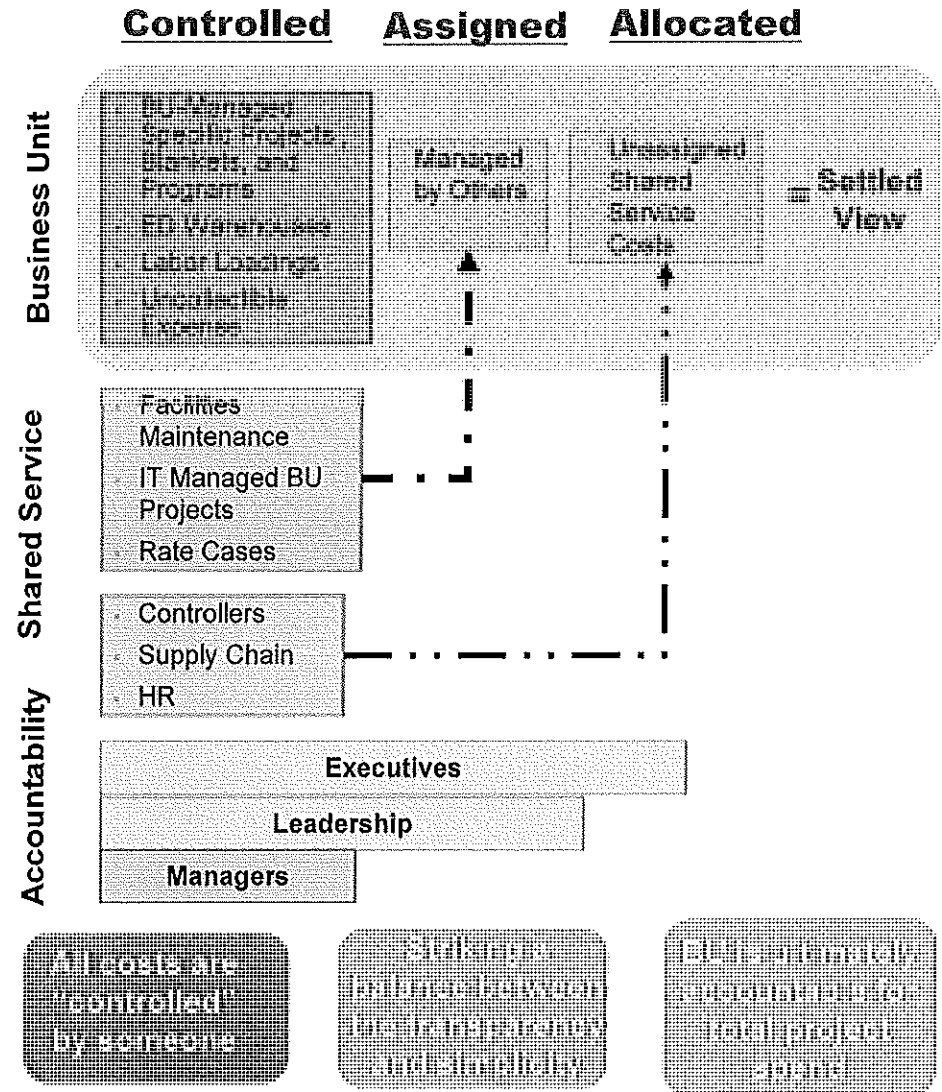 Controlled Assigned Allocated
Business Unit
BU-Managed
Specific Projects,
Blankets, and
Programs
ED Warehouses
Labor Loadings
Uncollectible
Expense
Managed
by Others
Unassigned
Shared
Service
Costs
= Settled
View
Shared Service
Facilities
Maintenance
IT Managed BU
Projects
Rate Cases
Controllers
Supply Chain
HR
Accountability
Executives
Leadership
Managers
All costs are
"controlled"
by someone
Striking a
balance between
the transparency
and simplicity
BU is ultimately
accountable for
total project
spend